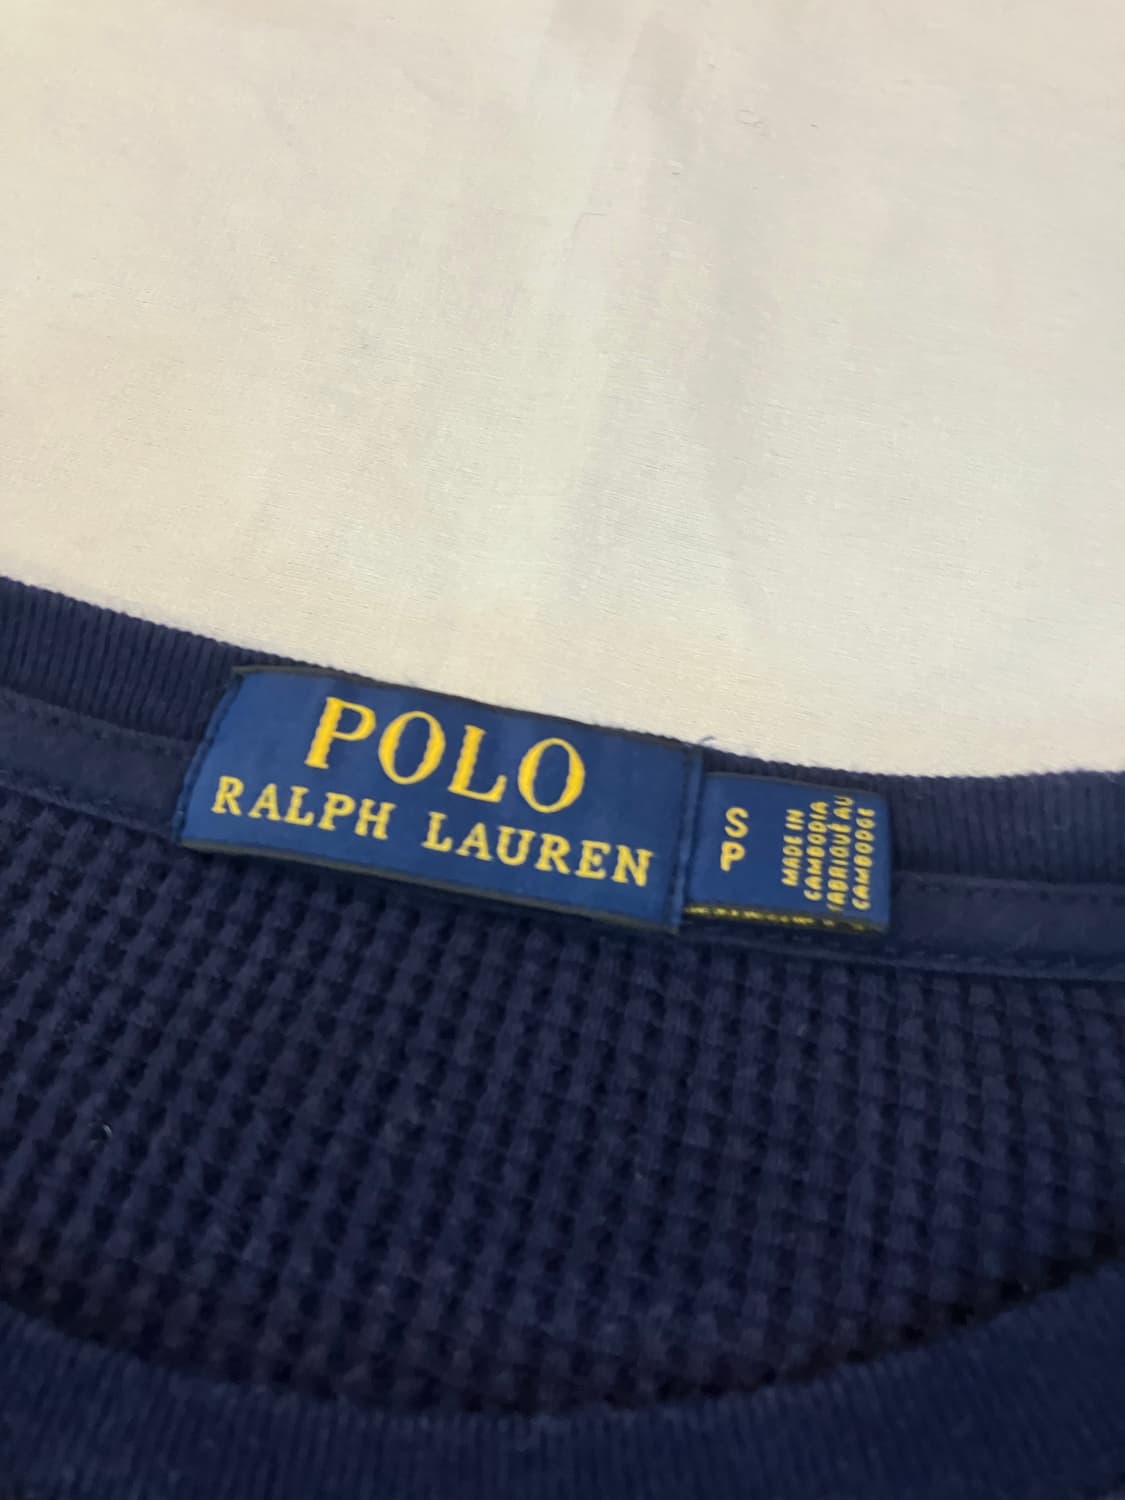 POLO
RALPH LAUREN
S
P
MADE IN
CAMBODIA
FABRIQUÉ AU
CAMBODGE